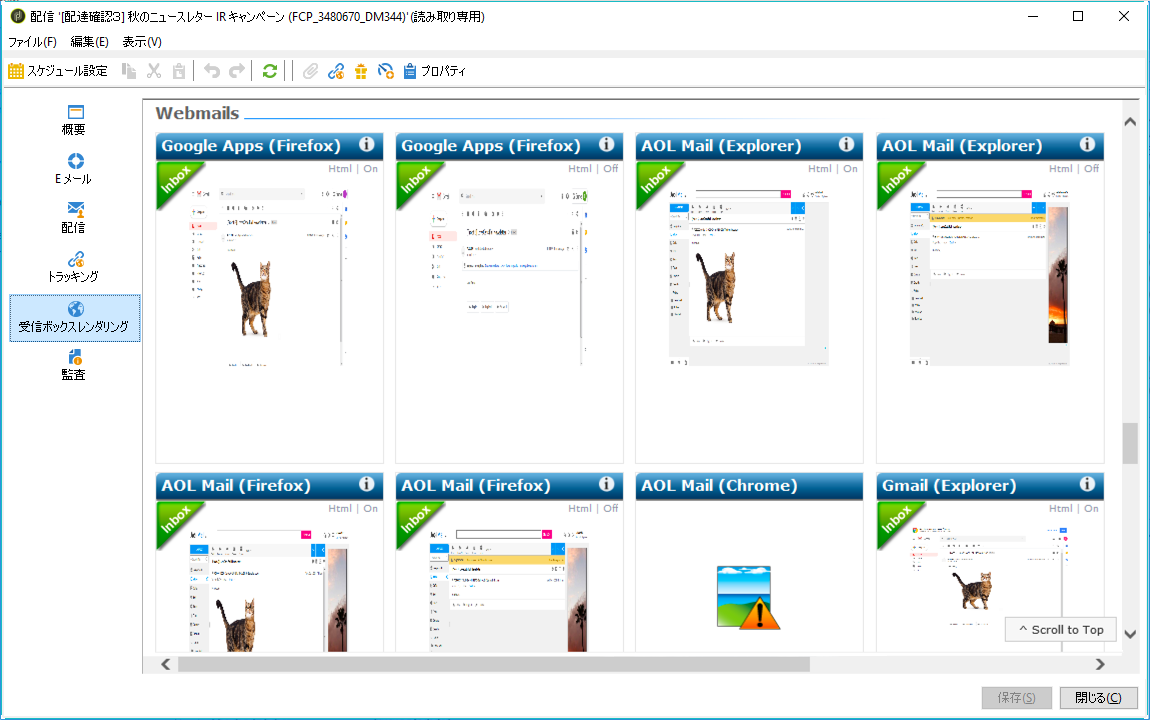 配信 '[配達確認3] 秋のニュースレター IR キャンペーン (FCP_3480670_DM344)' (読み取り専用)
ファイル(F) 編集(E) 表示(V)
スケジュール設定 プロパティ
概要
Eメール
配信
トラッキング
受信ボックスレンダリング
監査
Webmails
Google Apps (Firefox) Google Apps (Firefox) AOL Mail (Explorer) AOL Mail (Explorer)
Inbox Html | On Inbox Html | Off Inbox Html | On Inbox Html | Off
AOL Mail (Firefox) AOL Mail (Firefox) AOL Mail (Chrome) Gmail (Explorer)
Inbox Html | On Inbox Html | Off Inbox Html | On
^ Scroll to Top
保存(S) 閉じる(C)